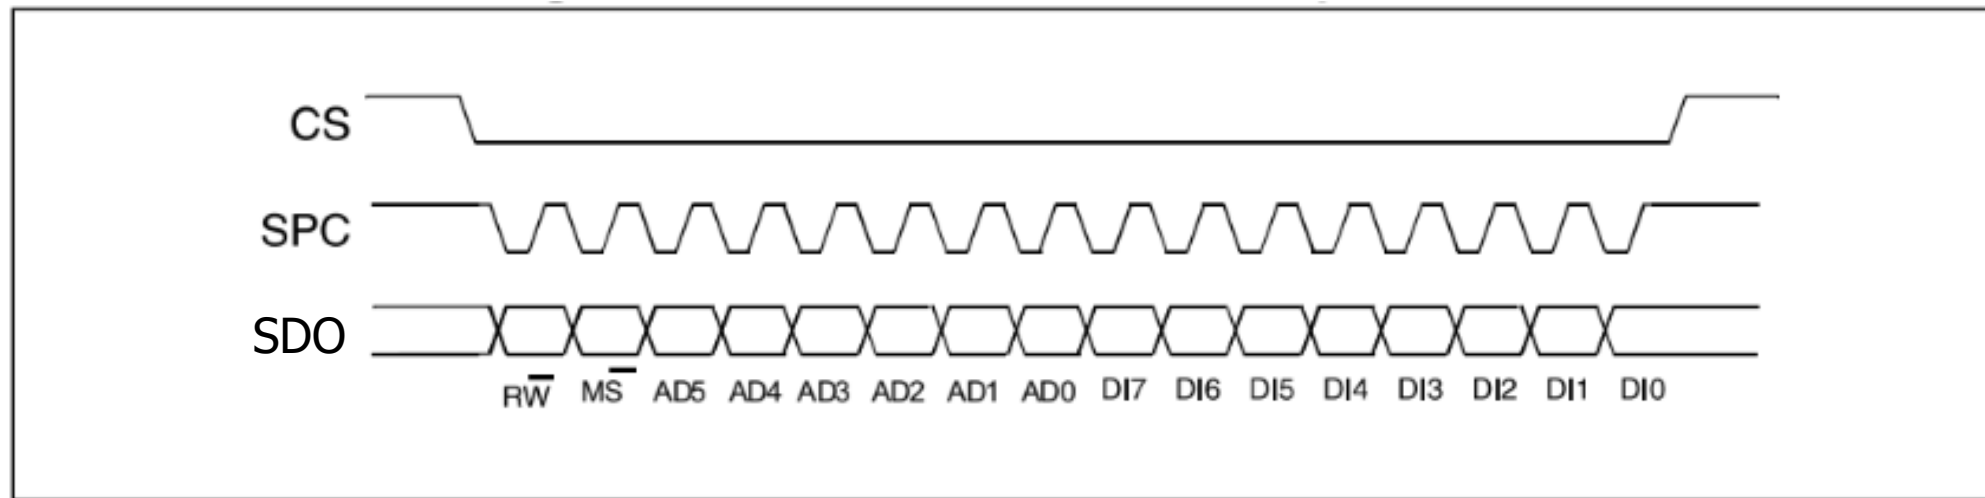 CS
SPC
SDO
RW̅ MS̅ AD5 AD4 AD3 AD2 AD1 AD0 DI7 DI6 DI5 DI4 DI3 DI2 DI1 DI0